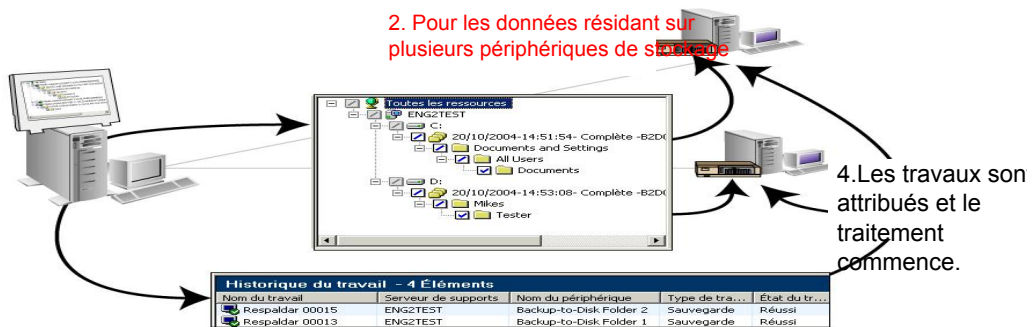 2. Pour les données résidant sur
plusieurs périphériques de stockage
Toutes les ressources
ENG2TEST
C:
20/10/2004-14:51:54- Complète -B2D
Documents and Settings
All Users
Documents
D:
20/10/2004-14:53:08- Complète -B2D
Mikes
Tester
4.Les travaux sont
attribués et le
traitement
commence.
Historique du travail - 4 Éléments
Nom du travail Serveur de supports Nom du périphérique Type de tra... État du tr...
Respaldar 00015 ENG2TEST Backup-to-Disk Folder 2 Sauvegarde Réussi
Respaldar 00013 ENG2TEST Backup-to-Disk Folder 1 Sauvegarde Réussi